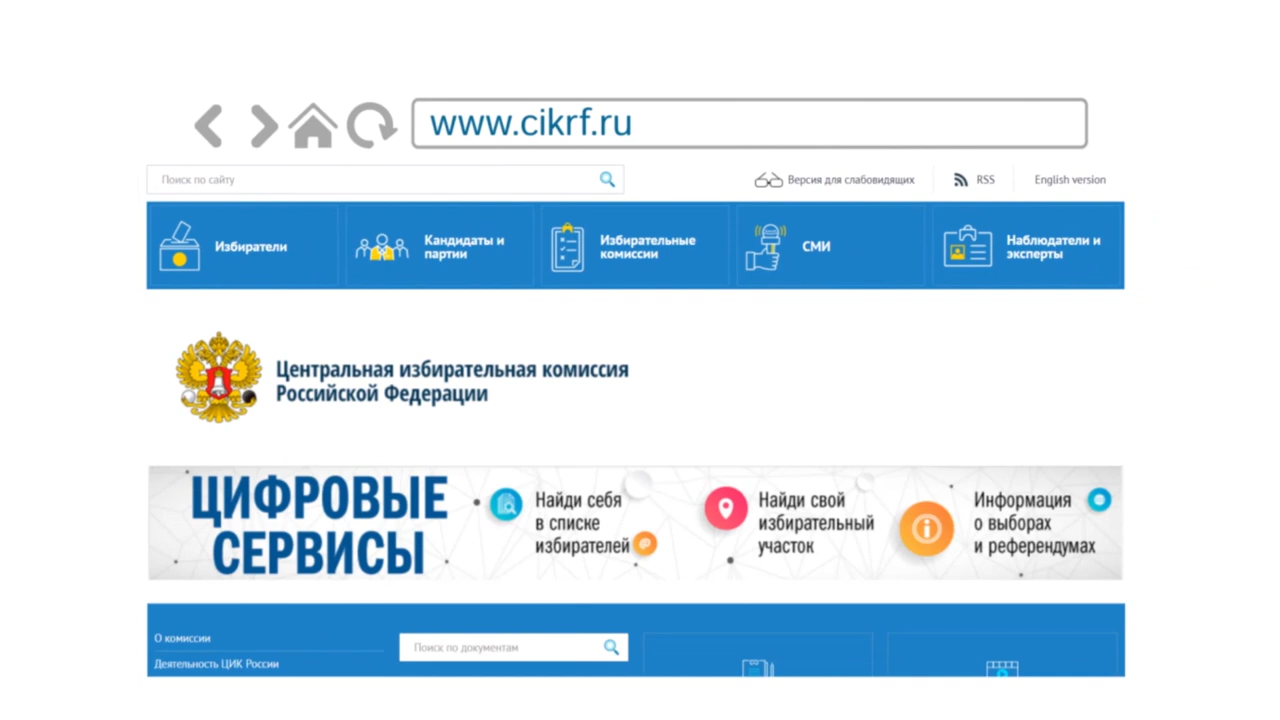 www.cikrf.ru
Поиск по сайту
Версия для слабовидящих
RSS
English version
Избиратели
Кандидаты и
партии
Избирательные
комиссии
СМИ
Наблюдатели и
эксперты
Центральная избирательная комиссия
Российской Федерации
ЦИФРОВЫЕ
СЕРВИСЫ
Найди себя
в списке
избирателей
Найди свой
избирательный
участок
Информация
о выборах
и референдумах
О комиссии
Деятельность ЦИК России
Поиск по документам